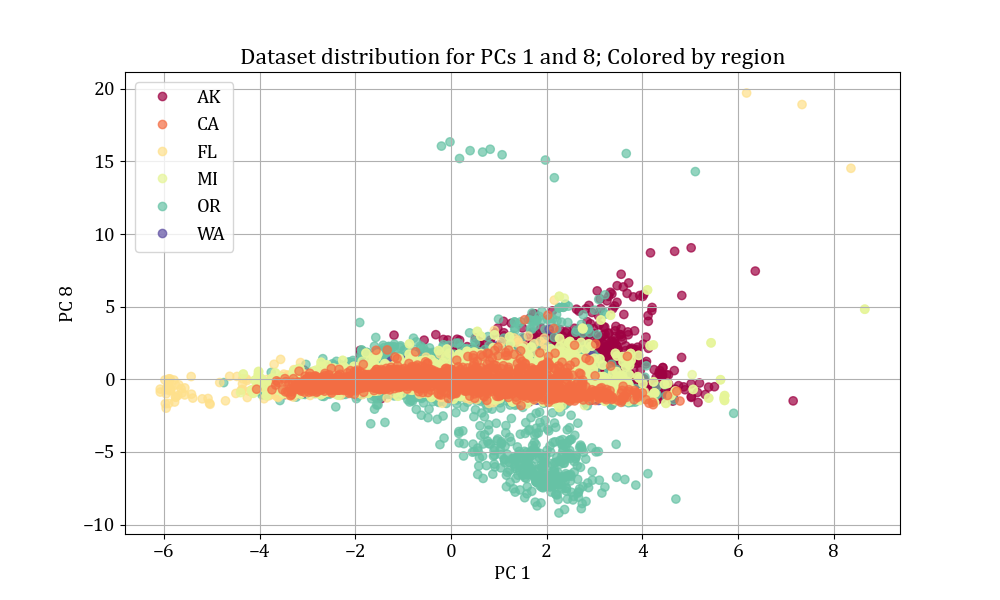 Dataset distribution for PCs 1 and 8; Colored by region
20
15
10
5
0
−5
−10
PC 8
AK
CA
FL
MI
OR
WA
−6 −4 −2 0 2 4 6 8
PC 1